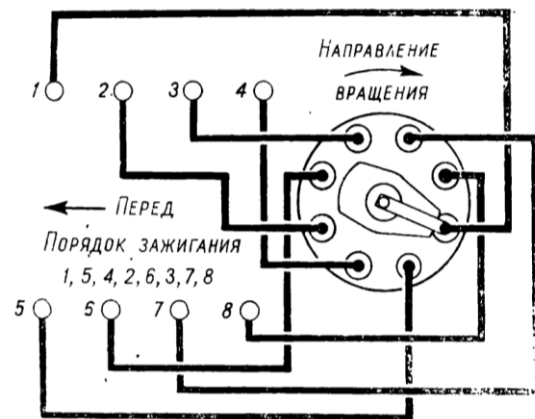 НАПРАВЛЕНИЕ
ВРАЩЕНИЯ
1 2 3 4
ПЕРЕД
ПОРЯДОК ЗАЖИГАНИЯ
1, 5, 4, 2, 6, 3, 7, 8
5 6 7 8